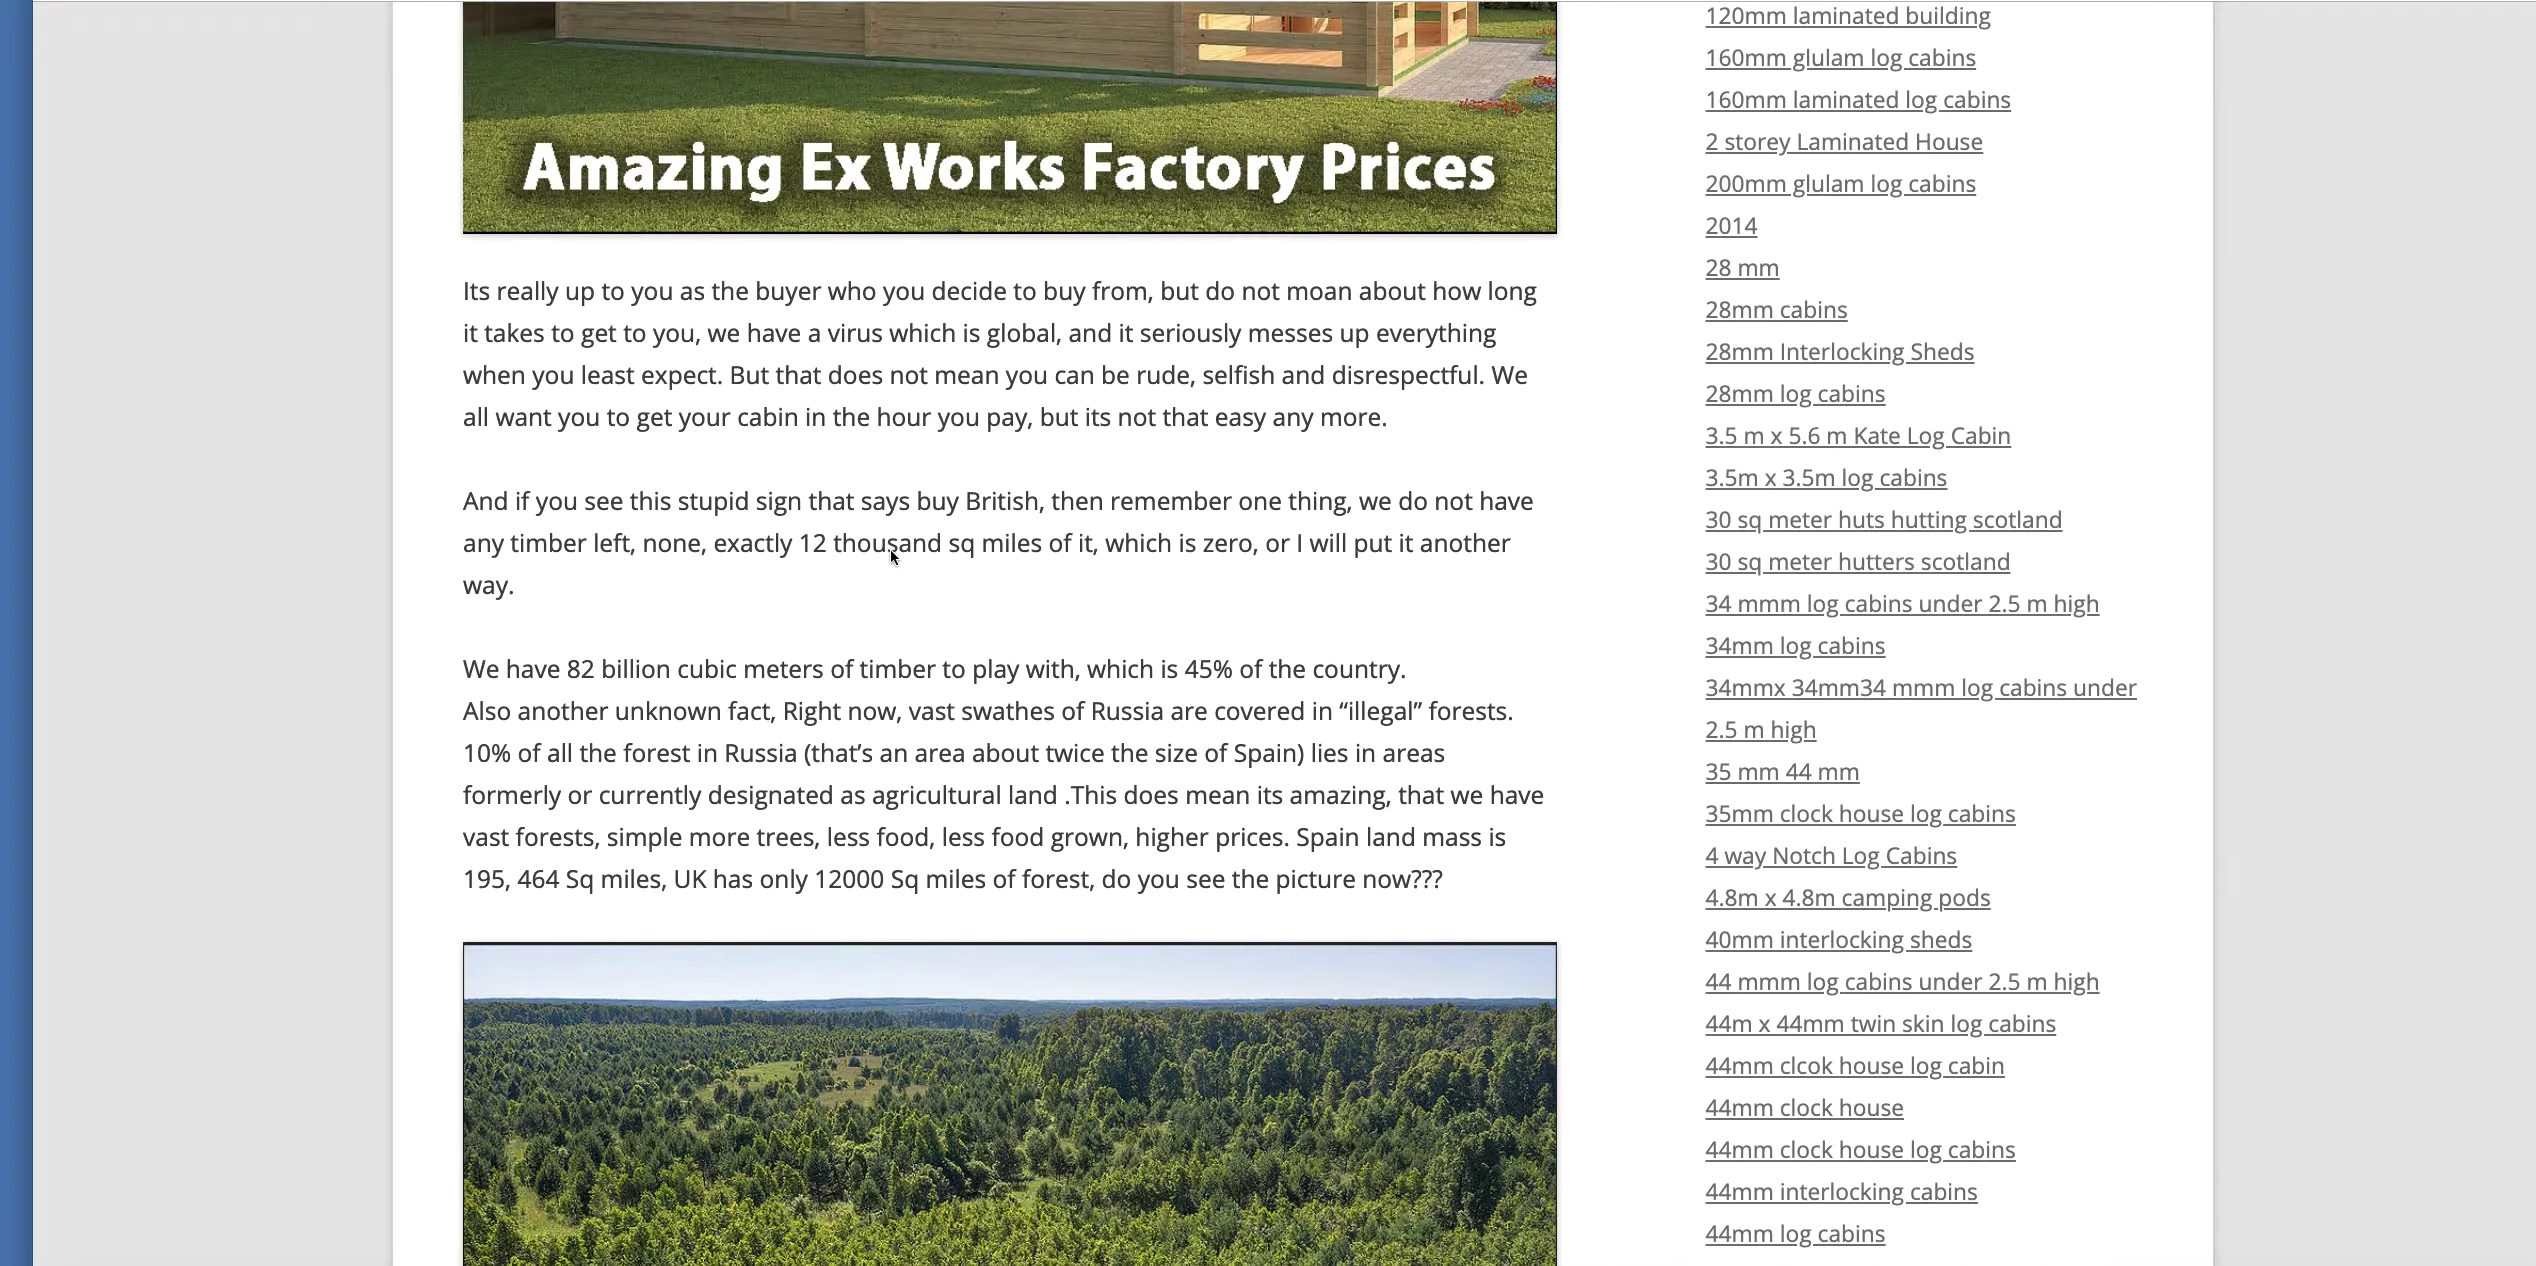 Amazing Ex Works Factory Prices
Its really up to you as the buyer who you decide to buy from, but do not moan about how long
it takes to get to you, we have a virus which is global, and it seriously messes up everything
when you least expect. But that does not mean you can be rude, selfish and disrespectful. We
all want you to get your cabin in the hour you pay, but its not that easy any more.
And if you see this stupid sign that says buy British, then remember one thing, we do not have
any timber left, none, exactly 12 thousand sq miles of it, which is zero, or I will put it another
way.
We have 82 billion cubic meters of timber to play with, which is 45% of the country.
Also another unknown fact, Right now, vast swathes of Russia are covered in “illegal” forests.
10% of all the forest in Russia (that’s an area about twice the size of Spain) lies in areas
formerly or currently designated as agricultural land .This does mean its amazing, that we have
vast forests, simple more trees, less food, less food grown, higher prices. Spain land mass is
195, 464 Sq miles, UK has only 12000 Sq miles of forest, do you see the picture now???
120mm laminated building
160mm glulam log cabins
160mm laminated log cabins
2 storey Laminated House
200mm glulam log cabins
2014
28 mm
28mm cabins
28mm Interlocking Sheds
28mm log cabins
3.5 m x 5.6 m Kate Log Cabin
3.5m x 3.5m log cabins
30 sq meter huts hutting scotland
30 sq meter hutters scotland
34 mmm log cabins under 2.5 m high
34mm log cabins
34mmx 34mm34 mmm log cabins under
2.5 m high
35 mm 44 mm
35mm clock house log cabins
4 way Notch Log Cabins
4.8m x 4.8m camping pods
40mm interlocking sheds
44 mmm log cabins under 2.5 m high
44m x 44mm twin skin log cabins
44mm clcok house log cabin
44mm clock house
44mm clock house log cabins
44mm interlocking cabins
44mm log cabins